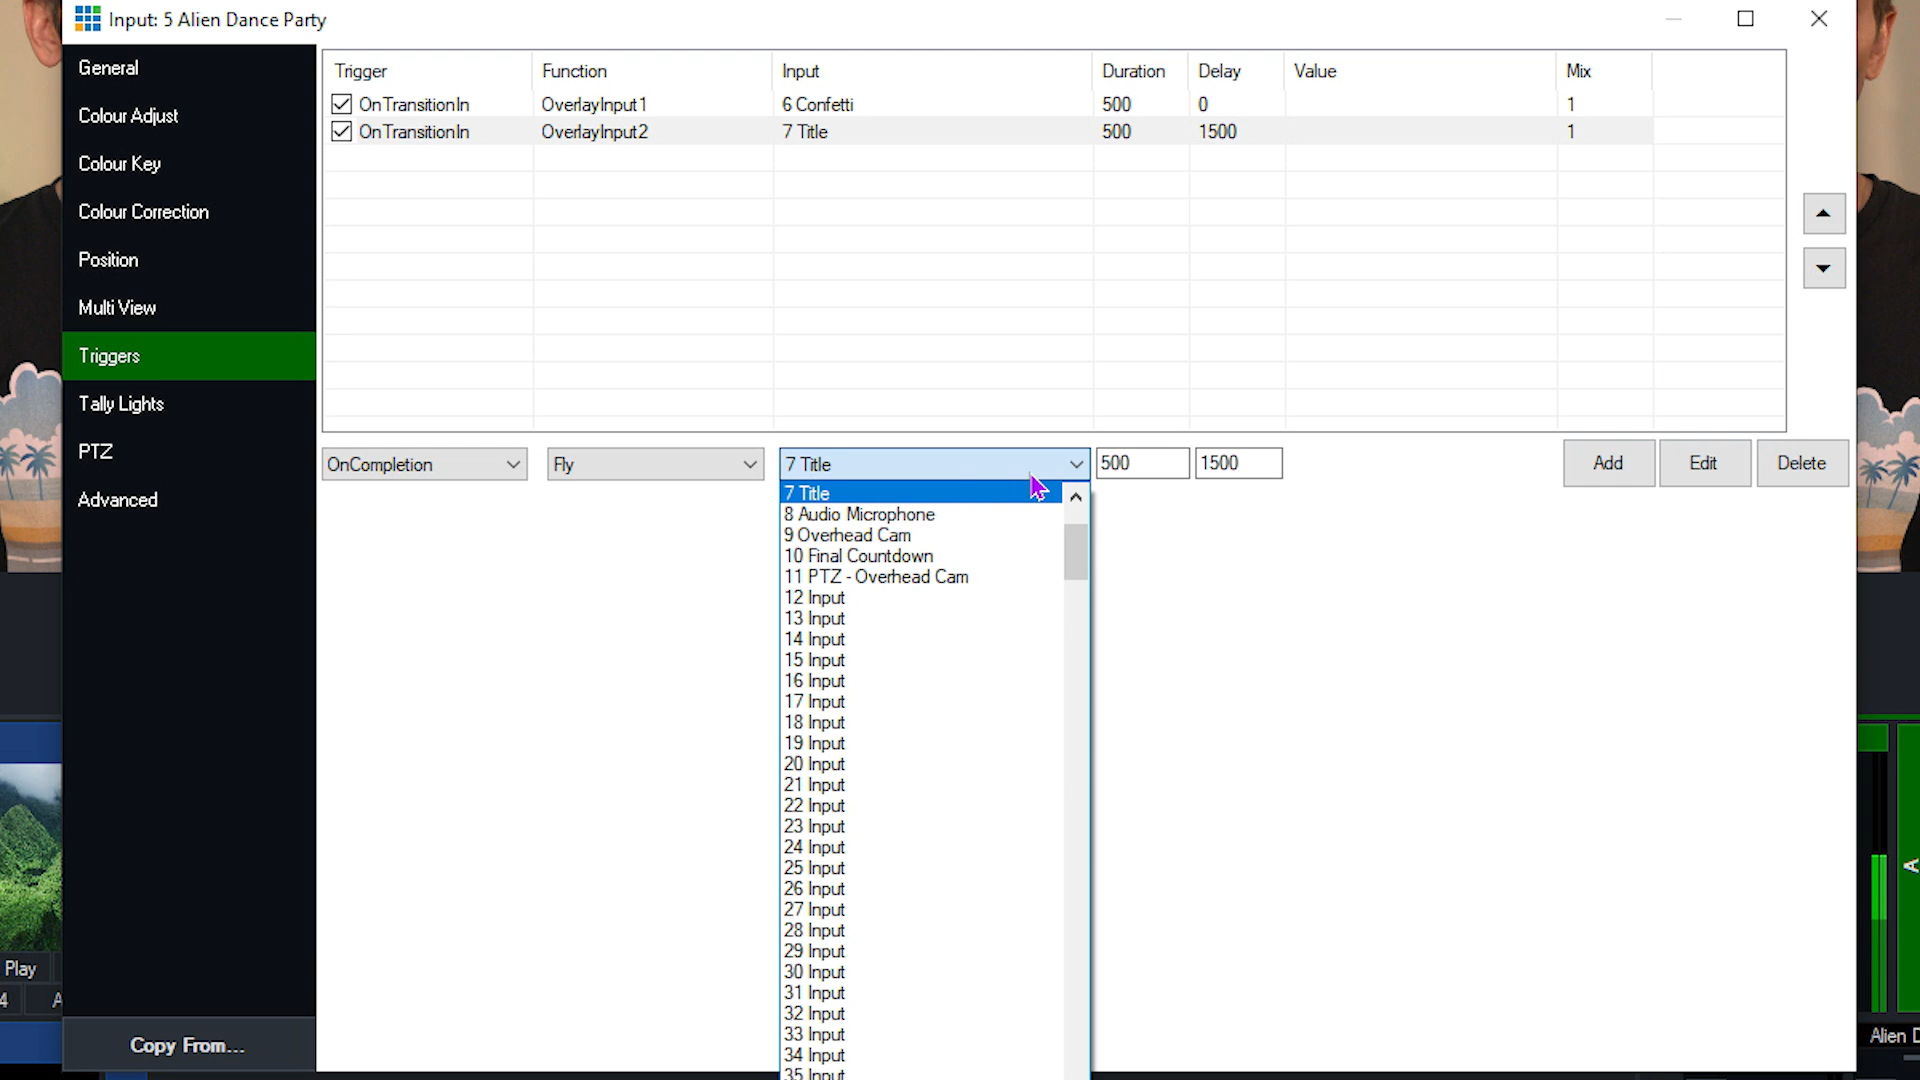 Input: 5 Alien Dance Party
General
Colour Adjust
Colour Key
Colour Correction
Position
Multi View
Triggers
Tally Lights
PTZ
Advanced
Copy From...
Trigger Function Input Duration Delay Value Mix
OnTransitionIn OverlayInput1 6 Confetti 500 0 1
OnTransitionIn OverlayInput2 7 Title 500 1500 1
OnCompletion Fly 7 Title 500 1500 Add Edit Delete
7 Title
8 Audio Microphone
9 Overhead Cam
10 Final Countdown
11 PTZ - Overhead Cam
12 Input
13 Input
14 Input
15 Input
16 Input
17 Input
18 Input
19 Input
20 Input
21 Input
22 Input
23 Input
24 Input
25 Input
26 Input
27 Input
28 Input
29 Input
30 Input
31 Input
32 Input
33 Input
34 Input
35 Input
Play
4 A
A
Alien D